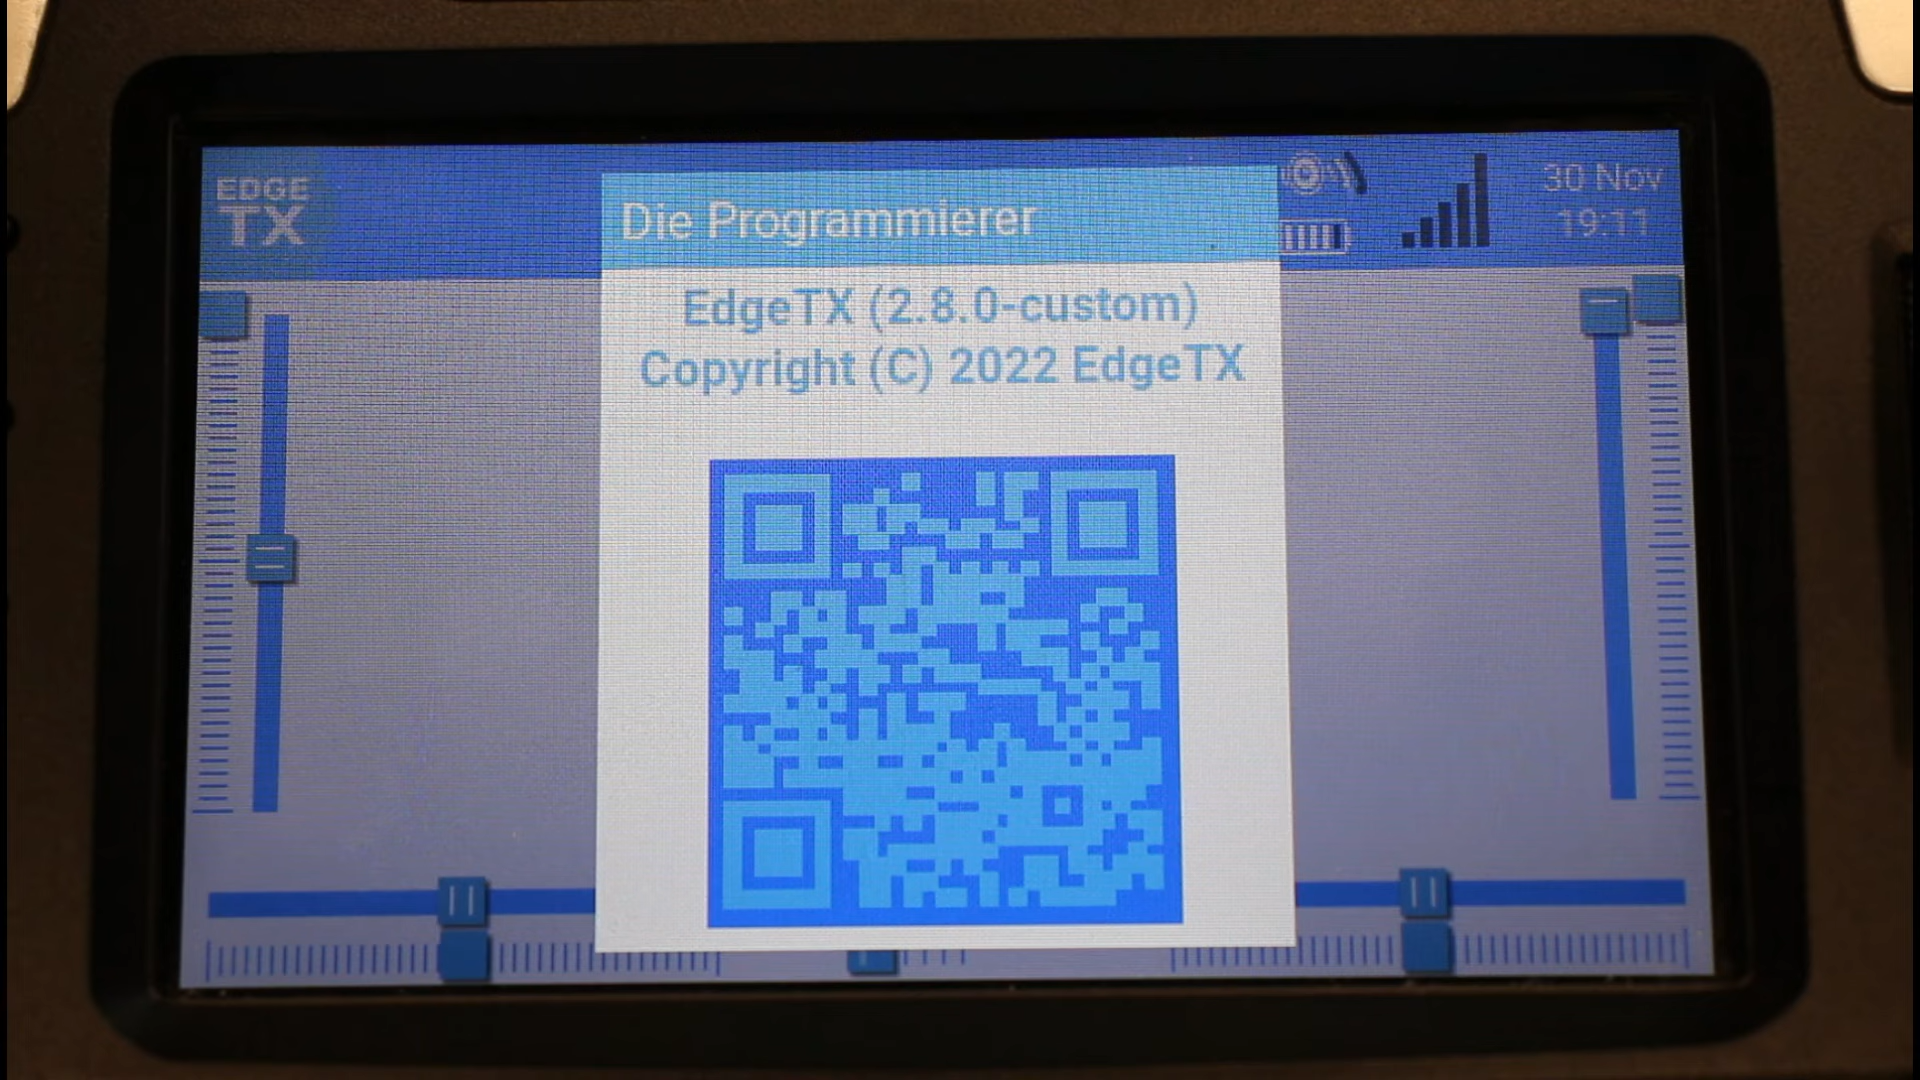 EDGE
TX
Die Programmierer
30 Nov
19:11
EdgeTX (2.8.0-custom)
Copyright (C) 2022 EdgeTX